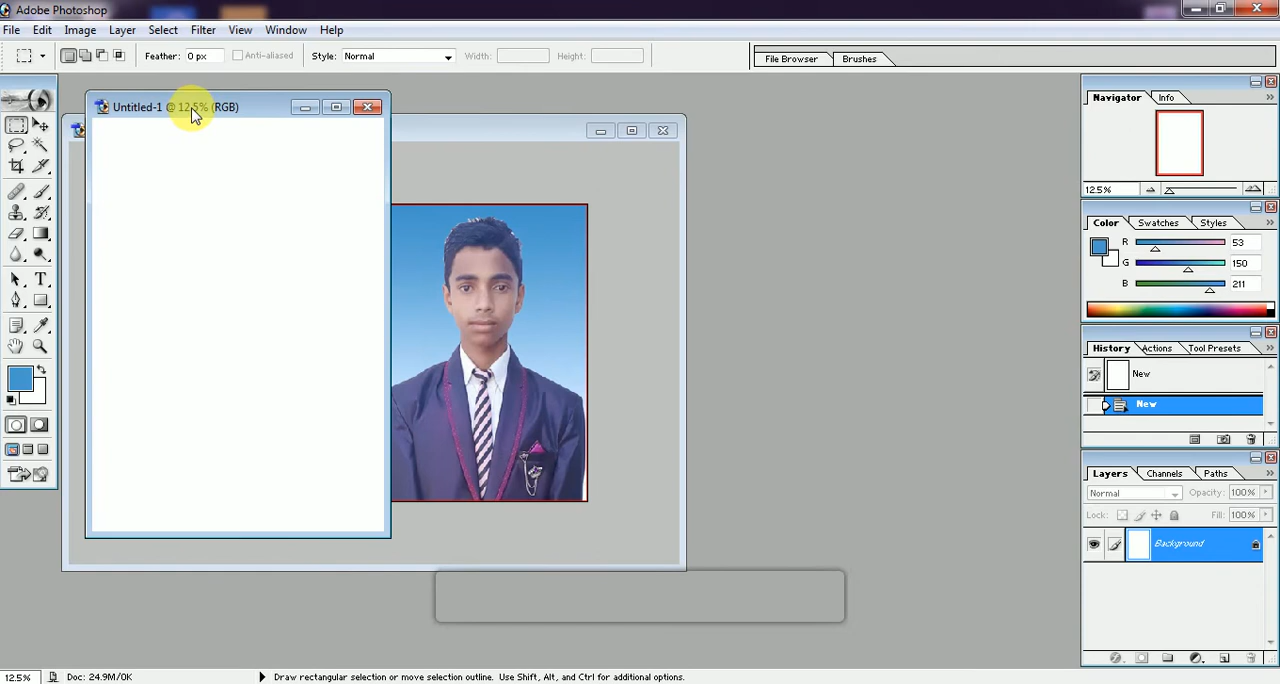 Adobe Photoshop
File Edit Image Layer Select Filter View Window Help
Feather: 0 px Anti-aliased Style: Normal Width: Height: File Browser Brushes
Untitled-1 @ 12.5% (RGB)
Navigator Info
12.5%
Color Swatches Styles
R 53
G 150
B 211
History Actions Tool Presets
New
New
Layers Channels Paths
Normal Opacity: 100%
Lock: Fill: 100%
Background
12.5% Doc: 24.9M/0K Draw rectangular selection or move selection outline. Use Shift, Alt, and Ctrl for additional options.